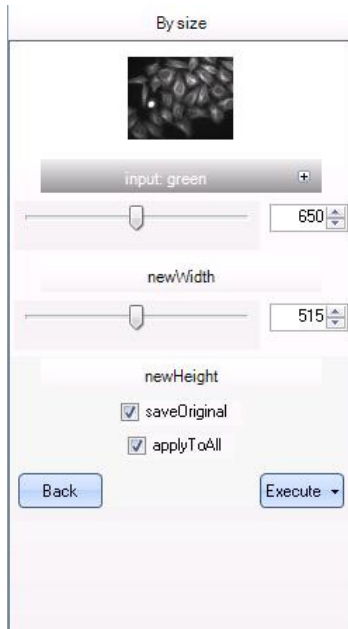 By size
input: green
650
newWidth
515
newHeight
saveOriginal
applyToAll
Back
Execute